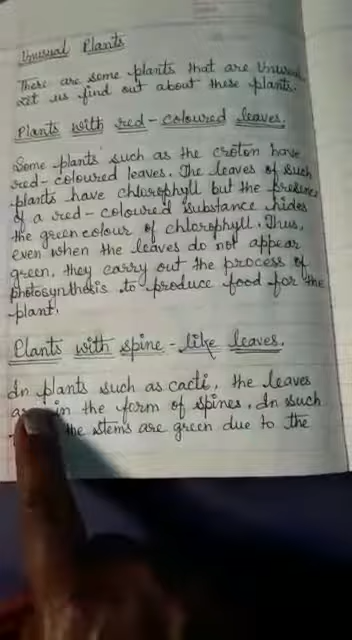 Unusual Plants
There are some plants that are Unusual.
Let us find out about these plants.
Plants with red-coloured leaves.
Some plants such as the croton have
red-coloured leaves. The leaves of such
plants have chlorophyll but the presence
of a red-coloured substance hides
the green colour of chlorophyll. Thus,
even when the leaves do not appear
green, they carry out the process of
photosynthesis to produce food for the
plant.
Plants with spine-like leaves.
In plants such as cacti, the leaves
in the form of spines. In such
the stems are green due to the